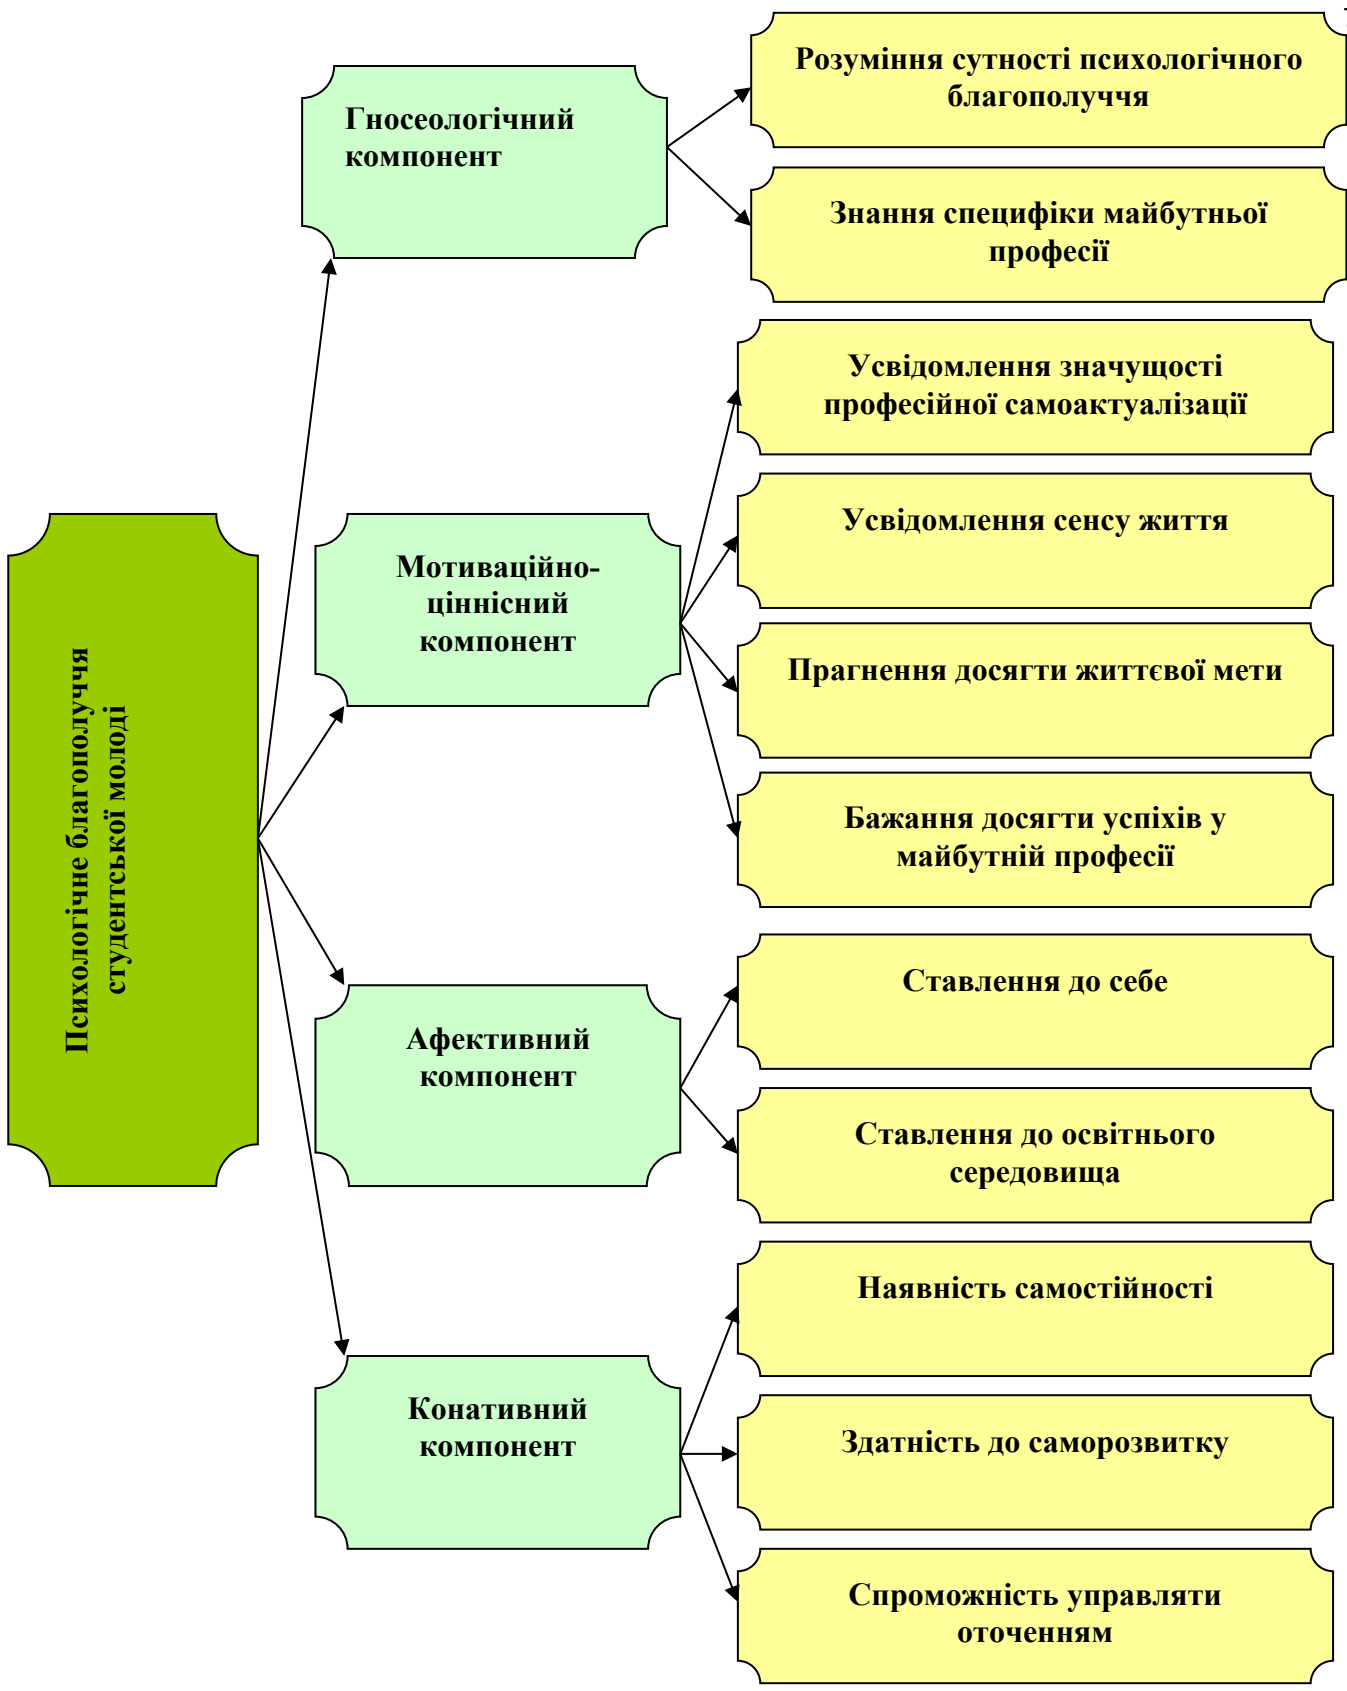 Розуміння сутності психологічного
благополуччя
Гносеологічний
компонент
Знання специфіки майбутньої
професії
Усвідомлення значущості
професійної самоактуалізації
Усвідомлення сенсу життя
Мотиваційно-
ціннісний
компонент
Прагнення досягти життєвої мети
Бажання досягти успіхів у
майбутній професії
Психологічне благополуччя
студентської молоді
Ставлення до себе
Афективний
компонент
Ставлення до освітнього
середовища
Наявність самостійності
Конативний
компонент
Здатність до саморозвитку
Спроможність управляти
оточенням